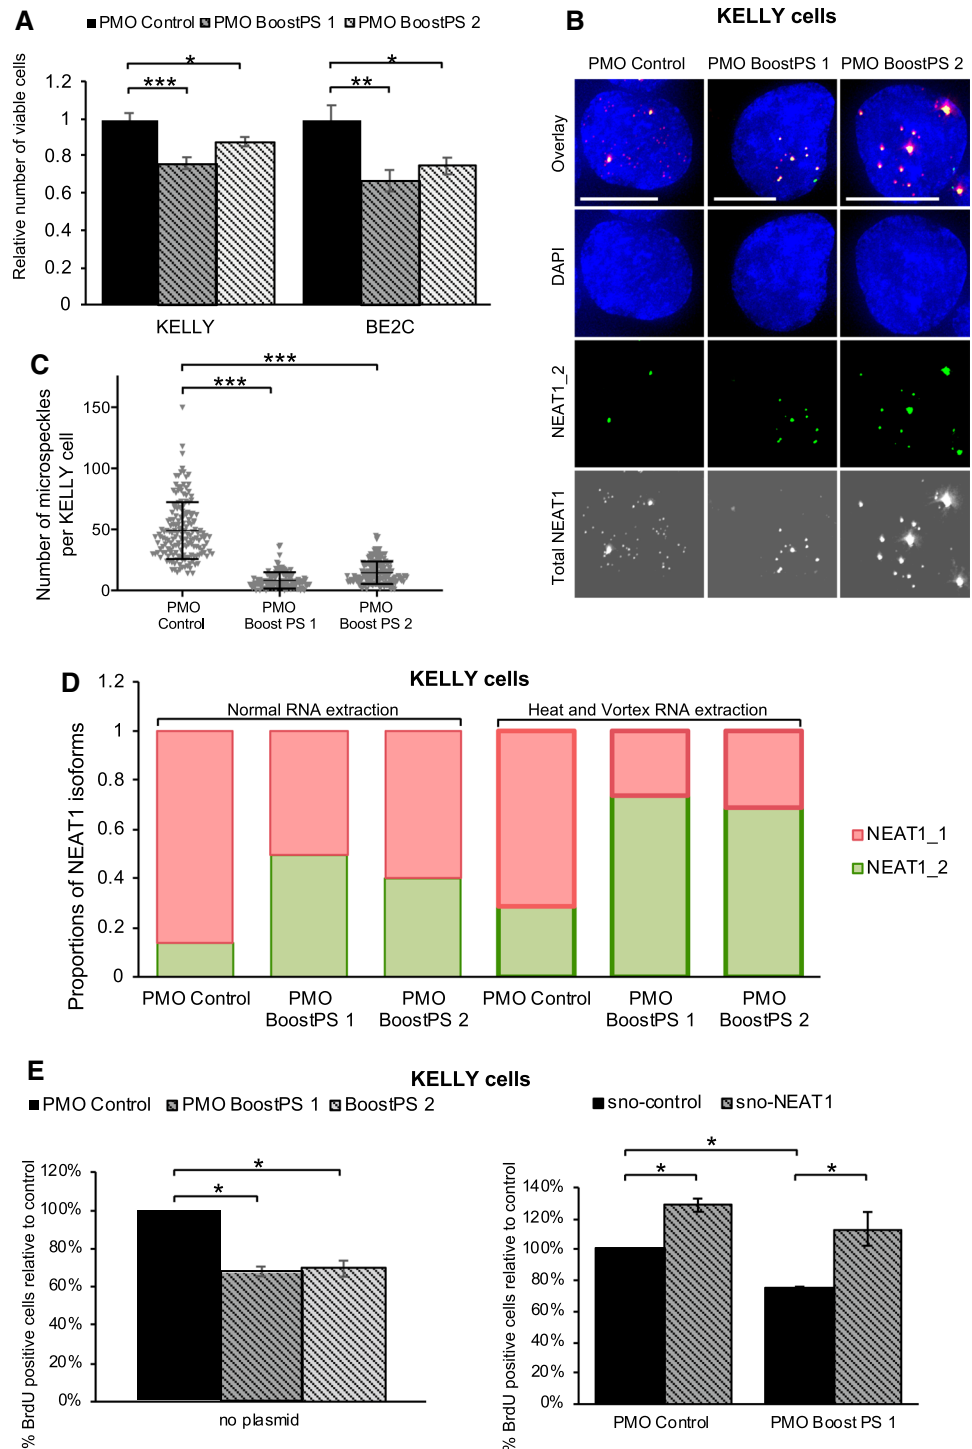 A
PMO Control PMO BoostPS 1 PMO BoostPS 2
Relative number of viable cells
1.2
1
0.8
0.6
0.4
0.2
0
***
*
**
*
KELLY BE2C
B
KELLY cells
PMO Control PMO BoostPS 1 PMO BoostPS 2
Overlay
DAPI
NEAT1_2
Total NEAT1
C
Number of microspeckles
per KELLY cell
150
100
50
0
***
***
PMO
Control
PMO
Boost PS 1
PMO
Boost PS 2
D
KELLY cells
Proportions of NEAT1 isoforms
1.2
1
0.8
0.6
0.4
0.2
0
Normal RNA extraction
Heat and Vortex RNA extraction
PMO Control
PMO
BoostPS 1
PMO
BoostPS 2
PMO Control
PMO
BoostPS 1
PMO
BoostPS 2
NEAT1_1
NEAT1_2
E
KELLY cells
PMO Control PMO BoostPS 1 BoostPS 2
% BrdU positive cells relative to control
120%
100%
80%
60%
40%
20%
0%
*
*
no plasmid
sno-control sno-NEAT1
% BrdU positive cells relative to control
140%
120%
100%
80%
60%
40%
20%
0%
*
*
*
PMO Control PMO Boost PS 1